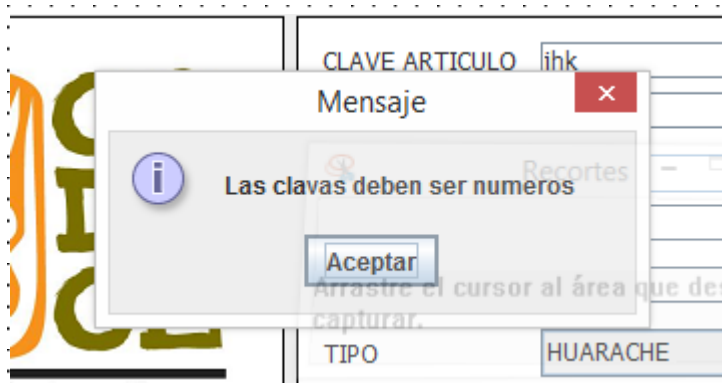 CLAVE ARTICULO ihk
Mensaje
Recortes
Las clavas deben ser numeros
Aceptar
Arrastre el cursor al área que des
capturar.
TIPO HUARACHE